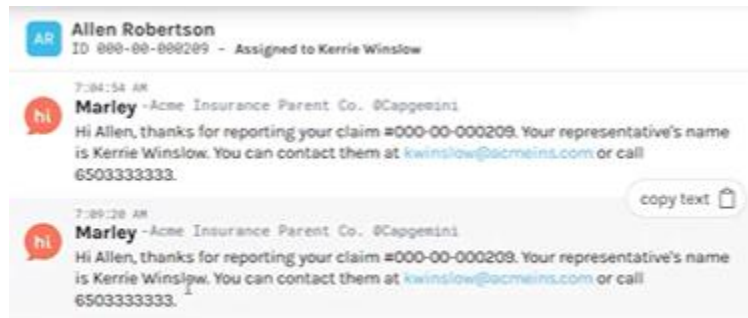 AR
Allen Robertson
ID 000-00-000209 - Assigned to Kerrie Winslow
7:04:54 AM
hi
Marley -Acme Insurance Parent Co. @Capgemini
Hi Allen, thanks for reporting your claim #000-00-000209. Your representative's name
is Kerrie Winslow. You can contact them at kwinslow@acmeins.com or call
6503333333.
copy text
7:09:20 AM
hi
Marley -Acme Insurance Parent Co. @Capgemini
Hi Allen, thanks for reporting your claim #000-00-000209. Your representative's name
is Kerrie Winslow. You can contact them at kwinslow@acmeins.com or call
6503333333.